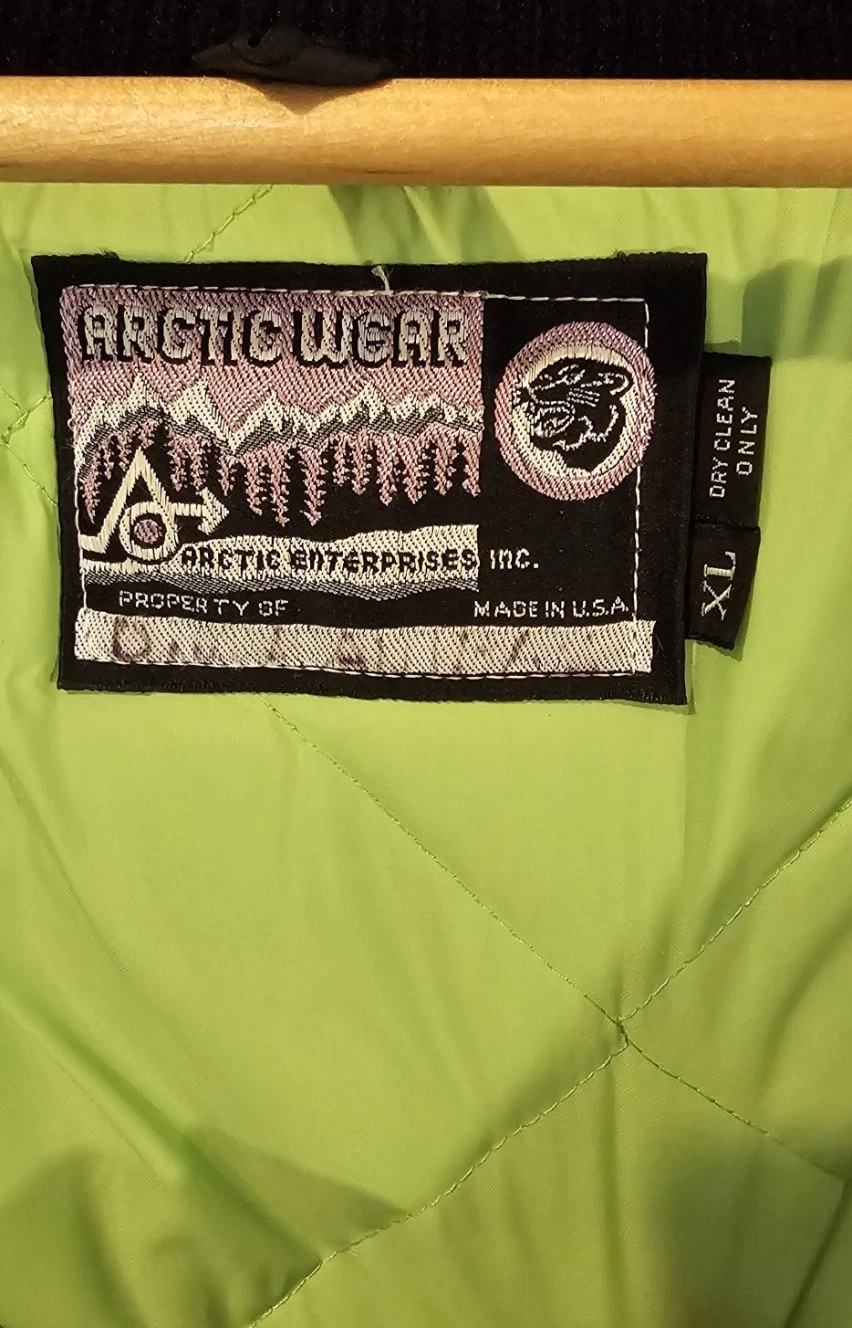 ARCTIC WEAR
ARCTIC ENTERPRISES INC.
PROPERTY OF
MADE IN U.S.A.
DRY CLEAN
ONLY
XL